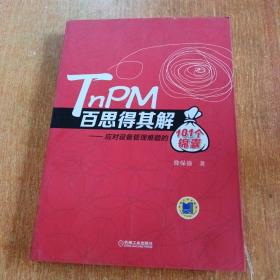 TnPM
百思得其解
——应对设备管理难题的
101个
锦囊
徐保强 著
机械工业出版社